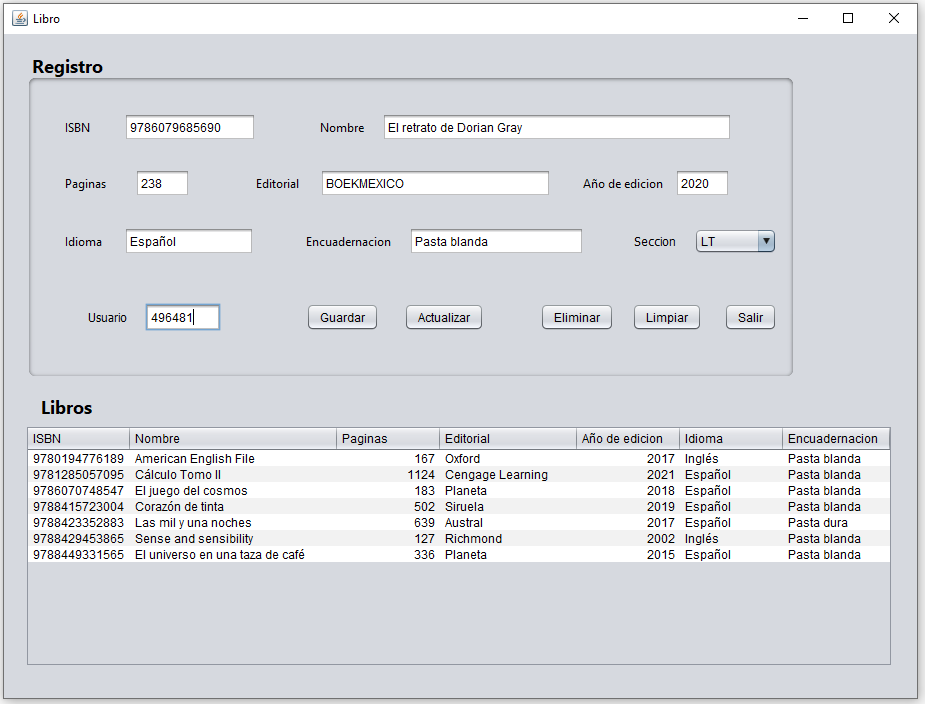 Libro
Registro
ISBN 9786079685690 Nombre El retrato de Dorian Gray
Paginas 238 Editorial BOEKMEXICO Año de edicion 2020
Idioma Español Encuadernacion Pasta blanda Seccion LT
Usuario 496481 Guardar Actualizar Eliminar Limpiar Salir
Libros
ISBN Nombre Paginas Editorial Año de edicion Idioma Encuadernacion
9780194776189 American English File 167 Oxford 2017 Inglés Pasta blanda
9781285057095 Cálculo Tomo II 1124 Cengage Learning 2021 Español Pasta blanda
9786070748547 El juego del cosmos 183 Planeta 2018 Español Pasta blanda
9788415723004 Corazón de tinta 502 Siruela 2019 Español Pasta blanda
9788423352883 Las mil y una noches 639 Austral 2017 Español Pasta dura
9788429453865 Sense and sensibility 127 Richmond 2002 Inglés Pasta blanda
9788449331565 El universo en una taza de café 336 Planeta 2015 Español Pasta blanda